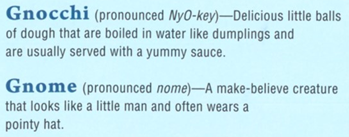 Gnocchi (pronounced NyO-key)—Delicious little balls
of dough that are boiled in water like dumplings and
are usually served with a yummy sauce.
Gnome (pronounced nome)—A make-believe creature
that looks like a little man and often wears a
pointy hat.